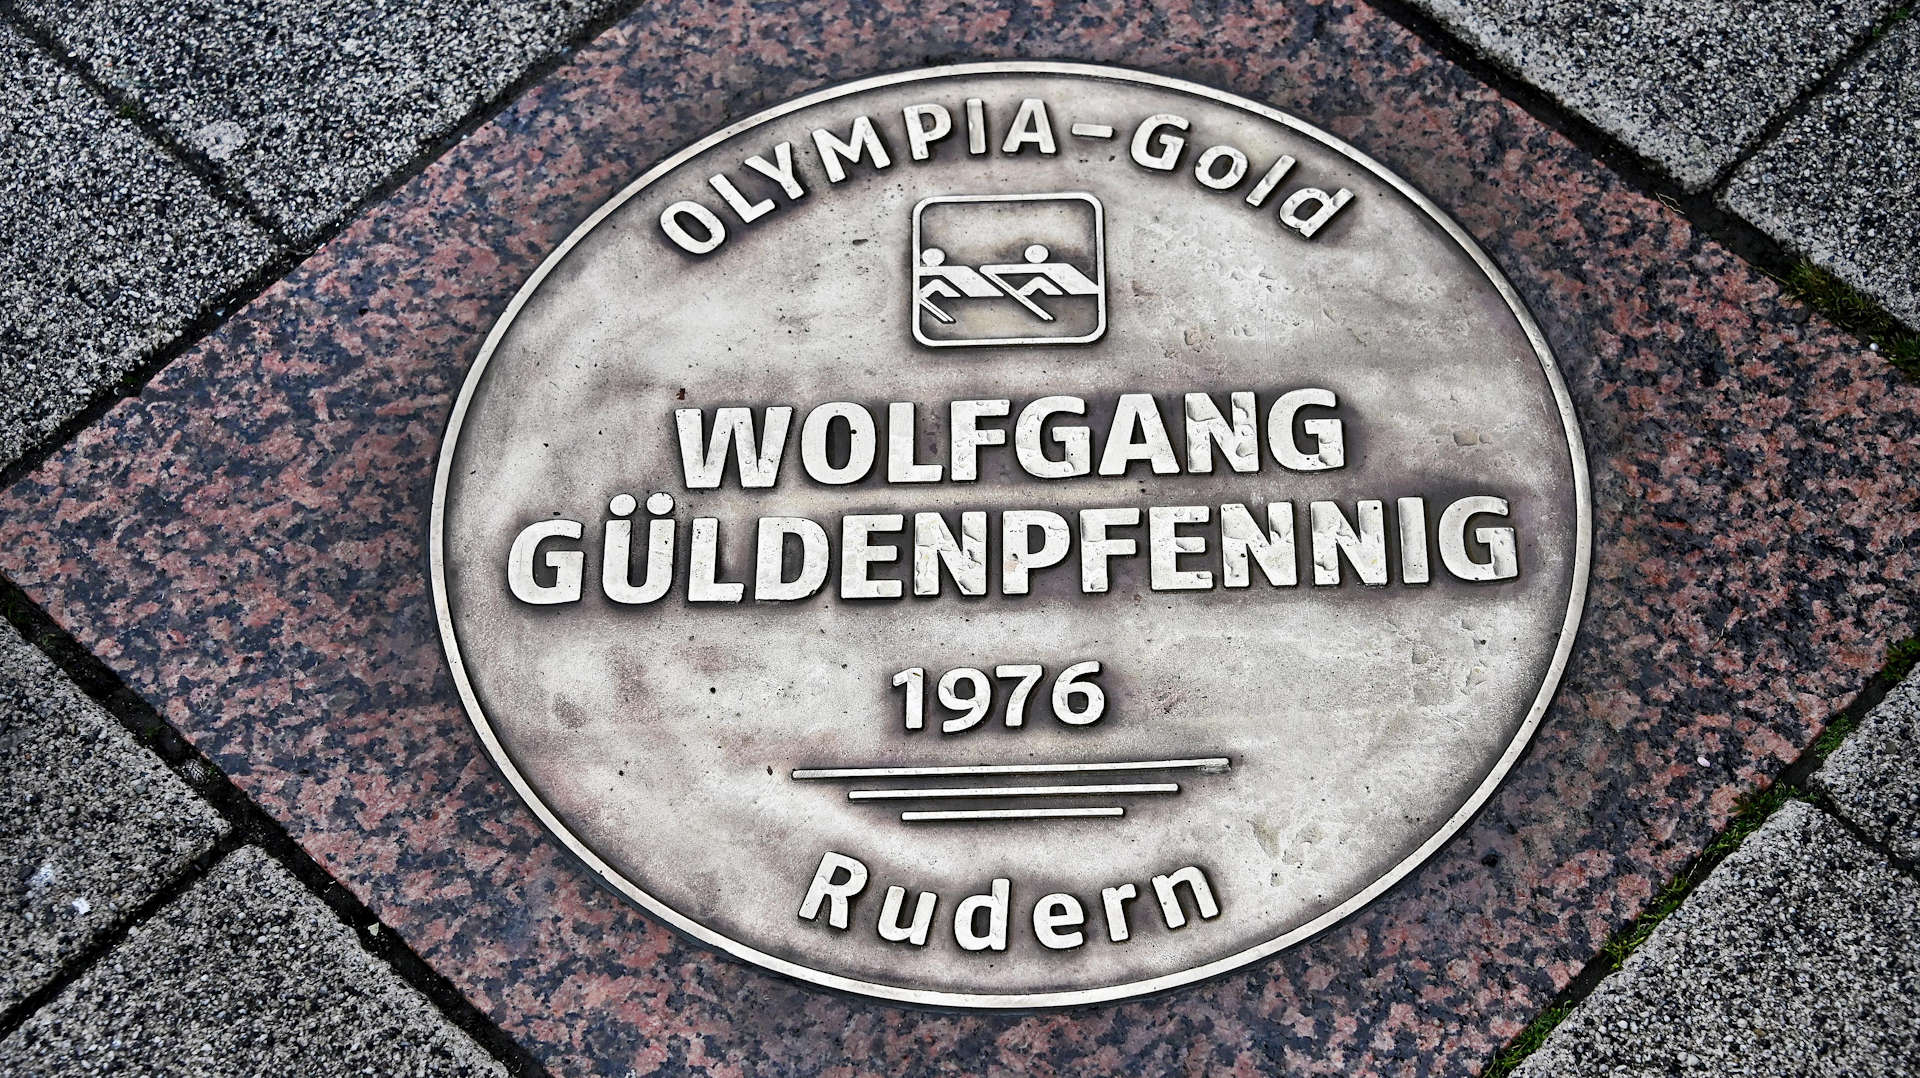 OLYMPIA-Gold
WOLFGANG
GÜLDENPFENNIG
1976
Rudern